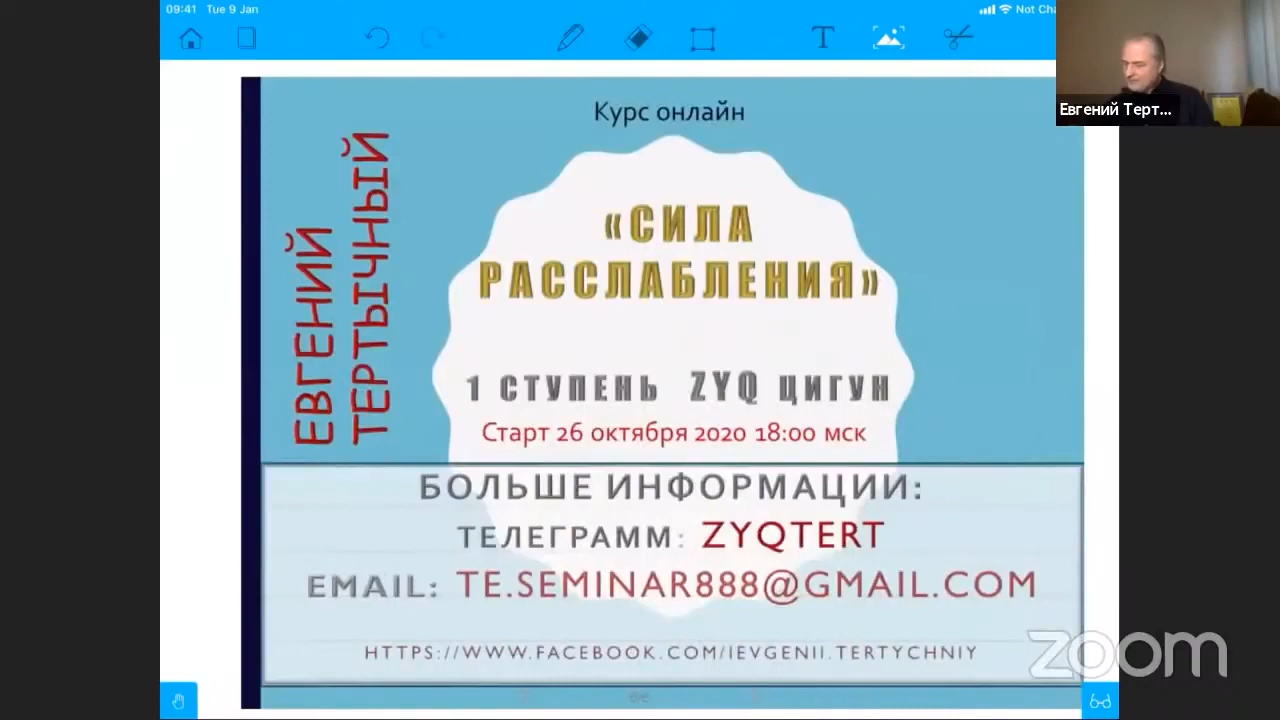 09:41 Tue 9 Jan
Not Cha
T
Евгений Терт...
Курс онлайн
ЕВГЕНИЙ
ТЕРТЫЧНЫЙ
«СИЛА
РАССЛАБЛЕНИЯ»
1 СТУПЕНЬ ZYQ ЦИГУН
Старт 26 октября 2020 18:00 мск
БОЛЬШЕ ИНФОРМАЦИИ:
ТЕЛЕГРАММ: ZYQTERT
EMAIL: TE.SEMINAR888@GMAIL.COM
HTTPS://WWW.FACEBOOK.COM/IEVGENII.TERTYCHNIY
zoom